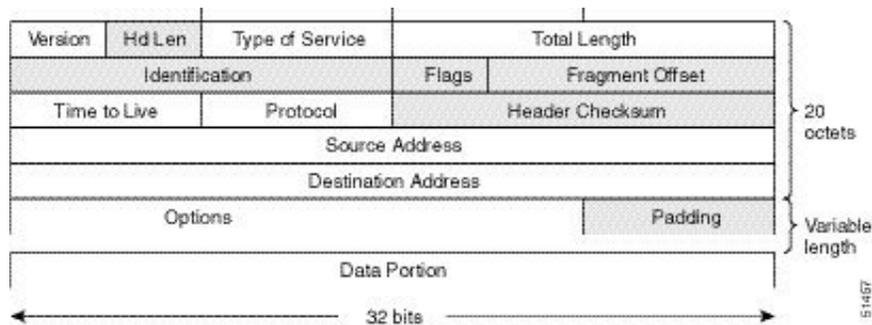 Version Hd Len Type of Service Total Length
Identification Flags Fragment Offset
Time to Live Protocol Header Checksum
20
octets
Source Address
Destination Address
Options Padding
Variable
length
Data Portion
32 bits
51457